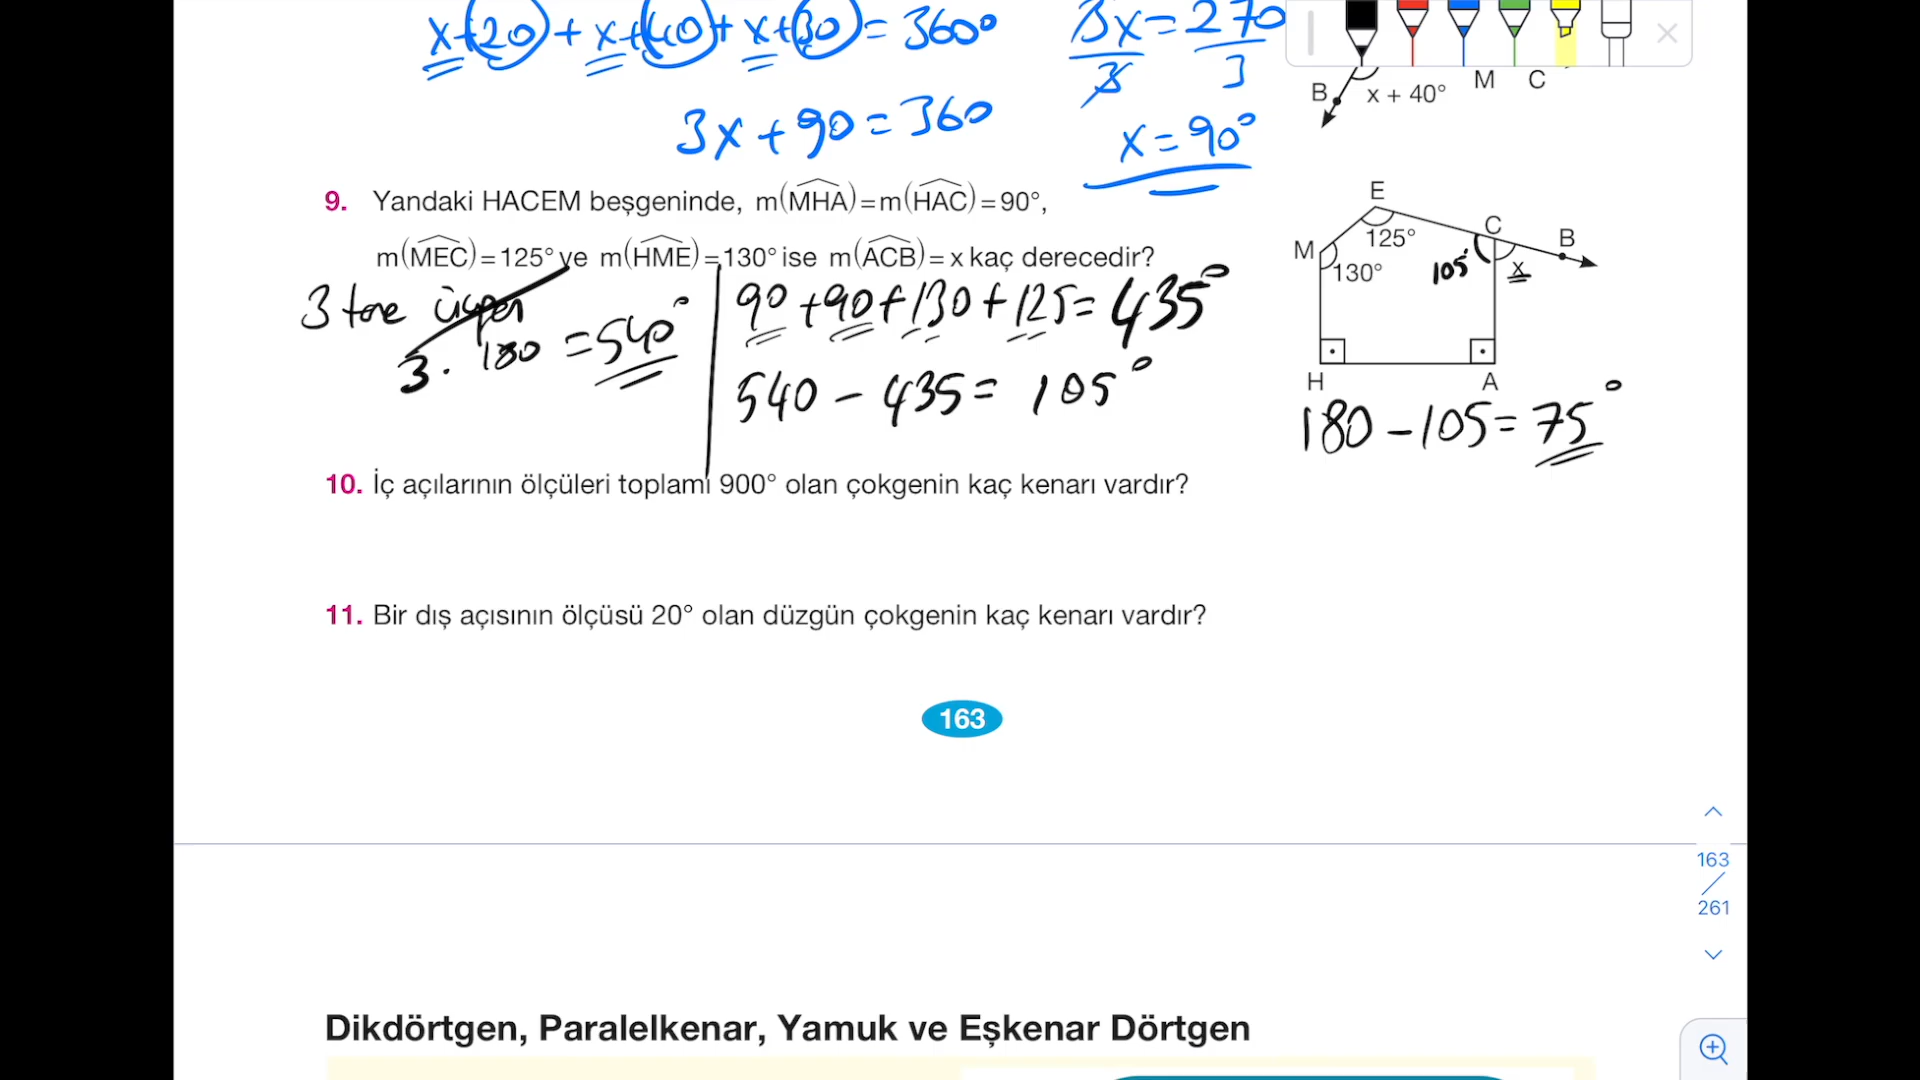 x+20+x+40+x+30=360°
3x=270
3 3
3x+90=360
x=90°
B x + 40° M C
9. Yandaki HACEM beşgeninde, m(MHA)=m(HAC)=90°,
m(MEC)=125° ve m(HME)=130° ise m(ACB)=x kaç derecedir?
E
125°
C
B
M
130°
105°
x
H
A
3 tane üçgen
3. 180 =540°
90+90+130+125=435°
540-435=105°
180-105=75°
10. İç açılarının ölçüleri toplamı 900° olan çokgenin kaç kenarı vardır?
11. Bir dış açısının ölçüsü 20° olan düzgün çokgenin kaç kenarı vardır?
163
163
261
Dikdörtgen, Paralelkenar, Yamuk ve Eşkenar Dörtgen